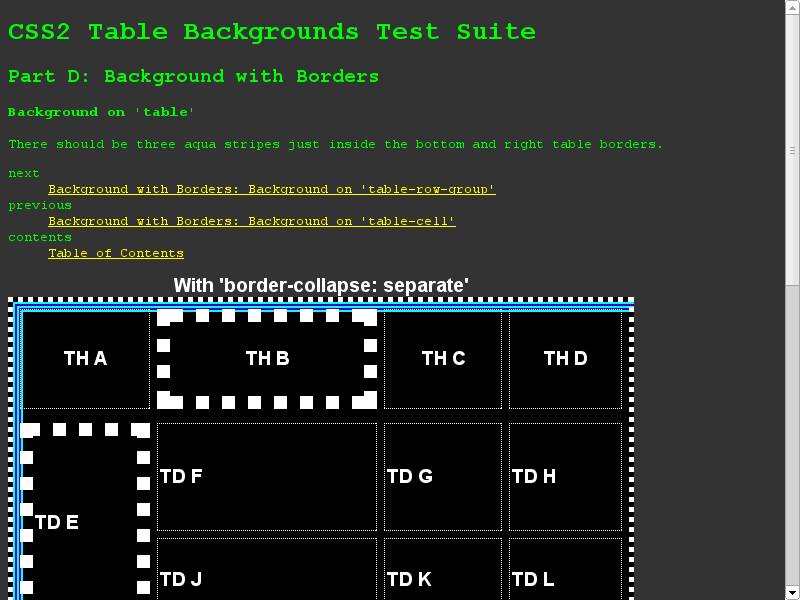 CSS2 Table Backgrounds Test Suite
Part D: Background with Borders
Background on 'table'
There should be three aqua stripes just inside the bottom and right table borders.
next
Background with Borders: Background on 'table-row-group'
previous
Background with Borders: Background on 'table-cell'
contents
Table of Contents
With 'border-collapse: separate'
TH A TH B TH C TH D
TD F TD G TD H
TD E
TD J TD K TD L